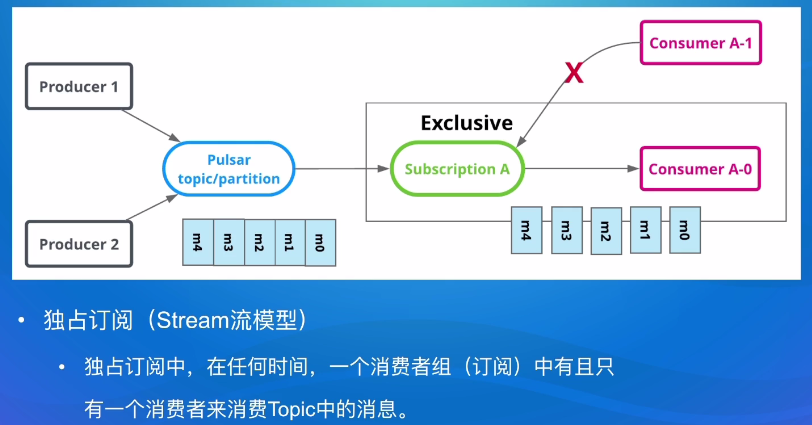 Consumer A-1
X
Producer 1
Exclusive
Pulsar
topic/partition
Subscription A
Consumer A-0
Producer 2
m4 m3 m2 m1 m0
m4 m3 m2 m1 m0
• 独占订阅（Stream流模型）
• 独占订阅中，在任何时间，一个消费者组（订阅）中有且只
有一个消费者来消费Topic中的消息。